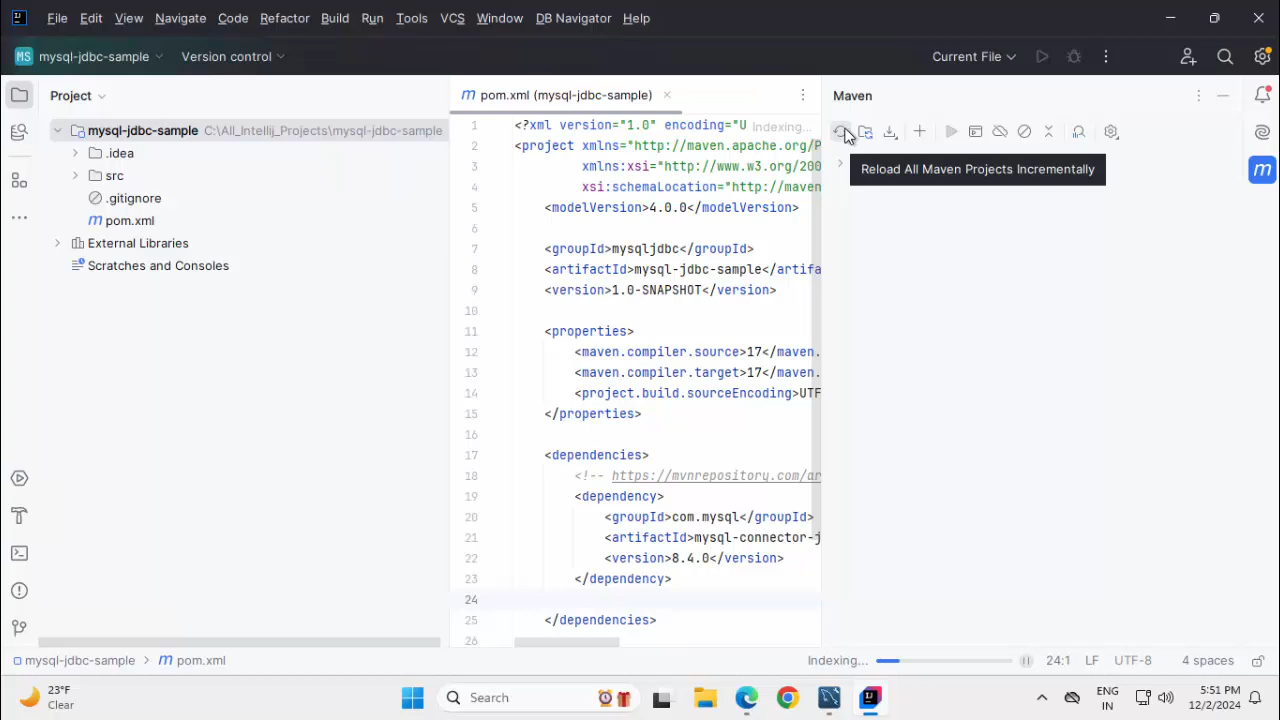 File Edit View Navigate Code Refactor Build Run Tools VCS Window DB Navigator Help
MS mysql-jdbc-sample Version control Current File
Project
pom.xml (mysql-jdbc-sample)
Maven
mysql-jdbc-sample C:\All_Intellij_Projects\mysql-jdbc-sample
.idea
src
.gitignore
m pom.xml
External Libraries
Scratches and Consoles
1 <?xml version="1.0" encoding="U Indexing...
2 <project xmlns="http://maven.apache.org/P
3 xmlns:xsi="http://www.w3.org/200
4 xsi:schemaLocation="http://maven
5 <modelVersion>4.0.0</modelVersion>
6
7 <groupId>mysqljdbc</groupId>
8 <artifactId>mysql-jdbc-sample</artifa
9 <version>1.0-SNAPSHOT</version>
10
11 <properties>
12 <maven.compiler.source>17</maven.
13 <maven.compiler.target>17</maven.
14 <project.build.sourceEncoding>UTF
15 </properties>
16
17 <dependencies>
18 <!-- https://mvnrepository.com/ar
19 <dependency>
20 <groupId>com.mysql</groupId>
21 <artifactId>mysql-connector-j
22 <version>8.4.0</version>
23 </dependency>
24
25 </dependencies>
26
Reload All Maven Projects Incrementally
m
mysql-jdbc-sample > m pom.xml Indexing... 24:1 LF UTF-8 4 spaces
23°F
Clear
Search
ENG
IN
5:51 PM
12/2/2024